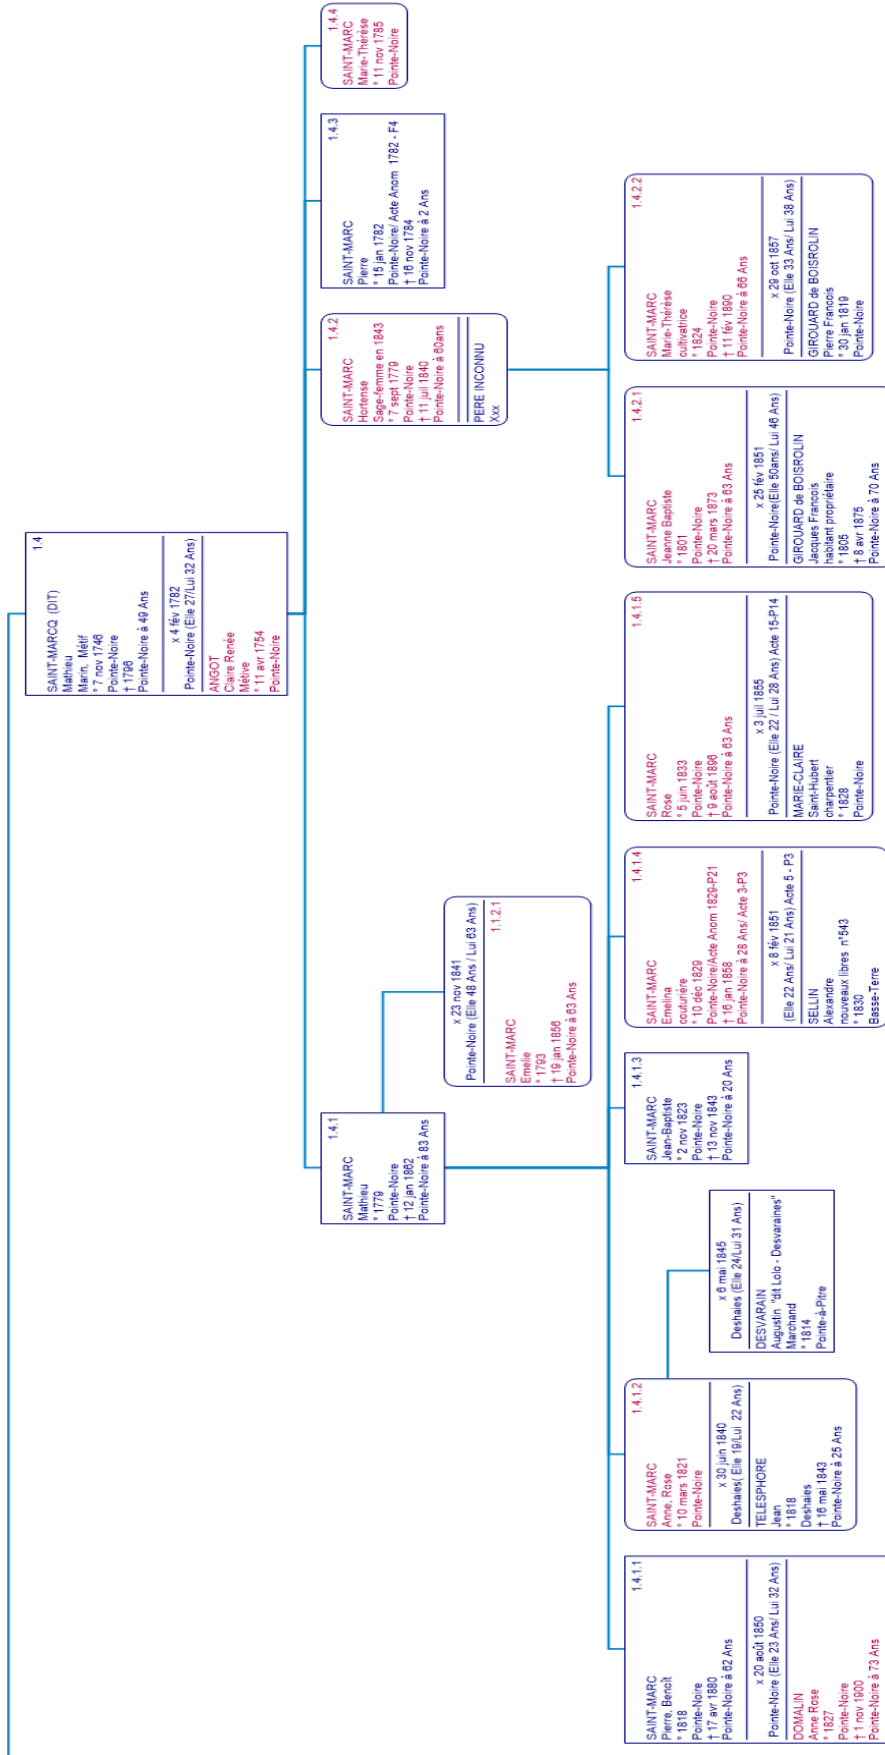 1.4
SAINT-MARCQ (DIT)
Mathieu
Marin, Métif
° 7 nov 1746
Pointe-Noire
† 1796
Pointe-Noire à 49 Ans
x 4 fév 1782
Pointe-Noire (Elle 27/Lui 32 Ans)
ANGOT
Claire Renée
Métive
° 11 avr 1754
Pointe-Noire
1.4.1
SAINT-MARC
Mathieu
° 1779
Pointe-Noire
† 12 jan 1862
Pointe-Noire à 83 Ans
x 23 nov 1841
Pointe-Noire (Elle 48 Ans / Lui 63 Ans)
1.1.2.1
SAINT-MARC
Emelie
° 1793
† 19 jan 1856
Pointe-Noire à 63 Ans
1.4.2
SAINT-MARC
Hortense
Sage-femme en 1843
° 7 sept 1779
Pointe-Noire
† 11 juil 1840
Pointe-Noire à 60ans
PERE INCONNU
Xxx
1.4.3
SAINT-MARC
Pierre
° 15 jan 1782
Pointe-Noire/ Acte Anom 1782 - F4
† 16 nov 1784
Pointe-Noire à 2 Ans
1.4.4
SAINT-MARC
Marie-Thérèse
° 11 nov 1785
Pointe-Noire
1.4.1.1
SAINT-MARC
Pierre, Benoît
° 1818
Pointe-Noire
† 17 avr 1880
Pointe-Noire à 62 Ans
x 20 août 1850
Pointe-Noire (Elle 23 Ans/ Lui 32 Ans)
DOMALIN
Anne Rose
° 1827
Pointe-Noire
† 1 nov 1900
Pointe-Noire à 73 Ans
1.4.1.2
SAINT-MARC
Anne, Rose
° 10 mars 1821
Pointe-Noire
x 30 juin 1840
Deshaies( Elle 19/Lui 22 Ans)
TELESPHORE
Jean
° 1818
Deshaies
† 16 mai 1843
Pointe-Noire à 25 Ans
x 6 mai 1845
Deshaies (Elle 24/Lui 31 Ans)
DESVARAIN
Augustin "dit Lolo - Desvaraines"
Marchand
° 1814
Pointe-à-Pitre
1.4.1.3
SAINT-MARC
Jean-Baptiste
° 2 nov 1823
Pointe-Noire
† 13 nov 1843
Pointe-Noire à 20 Ans
1.4.1.4
SAINT-MARC
Emelina
couturière
° 10 déc 1829
Pointe-Noire/Acte Anom 1829-P21
† 16 jan 1858
Pointe-Noire à 28 Ans/ Acte 3-P3
x 8 fév 1851
(Elle 22 Ans/ Lui 21 Ans) Acte 5 - P3
SELLIN
Alexandre
nouveaux libres n°543
° 1830
Basse-Terre
1.4.1.5
SAINT-MARC
Rose
° 5 juin 1833
Pointe-Noire
† 9 août 1896
Pointe-Noire à 63 Ans
x 3 juil 1855
Pointe-Noire (Elle 22 / Lui 28 Ans) Acte 15-P14
MARIE-CLAIRE
Saint-Hubert
charpentier
° 1828
Pointe-Noire
1.4.2.1
SAINT-MARC
Jeanne Baptiste
° 1801
Pointe-Noire
† 20 mars 1873
Pointe-Noire à 63 Ans
x 25 fév 1851
Pointe-Noire(Elle 50ans/ Lui 46 Ans)
GIROUARD de BOISROLIN
Jacques Francois
habitant propriétaire
° 1805
† 8 avr 1875
Pointe-Noire à 70 Ans
1.4.2.2
SAINT-MARC
Marie-Thérèse
cultivatrice
° 1824
Pointe-Noire
† 11 fév 1890
Pointe-Noire à 66 Ans
x 29 oct 1857
Pointe-Noire (Elle 33 Ans/ Lui 38 Ans)
GIROUARD de BOISROLIN
Pierre Francois
° 30 jan 1819
Pointe-Noire